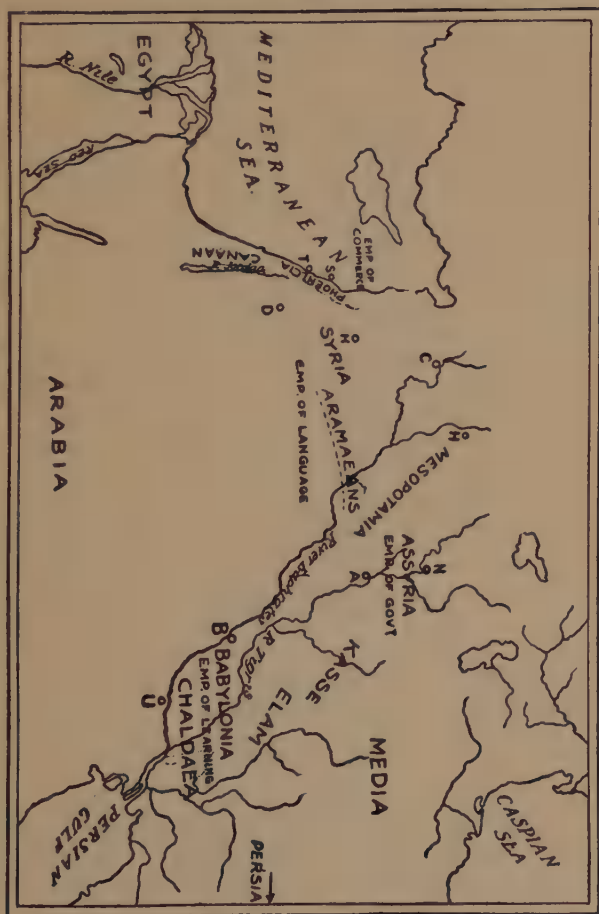 EGYPT
R. Nile
RED SEA
MEDITERRANEAN
SEA.
EMP OF
COMMERCE
S
T
PHOENICIA
CANAAN
D
H
SYRIA
ARAMAEANS
EMP. OF LANGUAGE
C
H
MESOPOTAMIA
ARABIA
N
ASSYRIA
EMP. OF GOVT
A
River Euphrates
R. Tigris
KASSE
ELAM
B
BABYLONIA
EMP. OF LEARNING
CHALDAEA
U
MEDIA
CASPIAN
SEA
PERSIAN
GULF
PERSIA